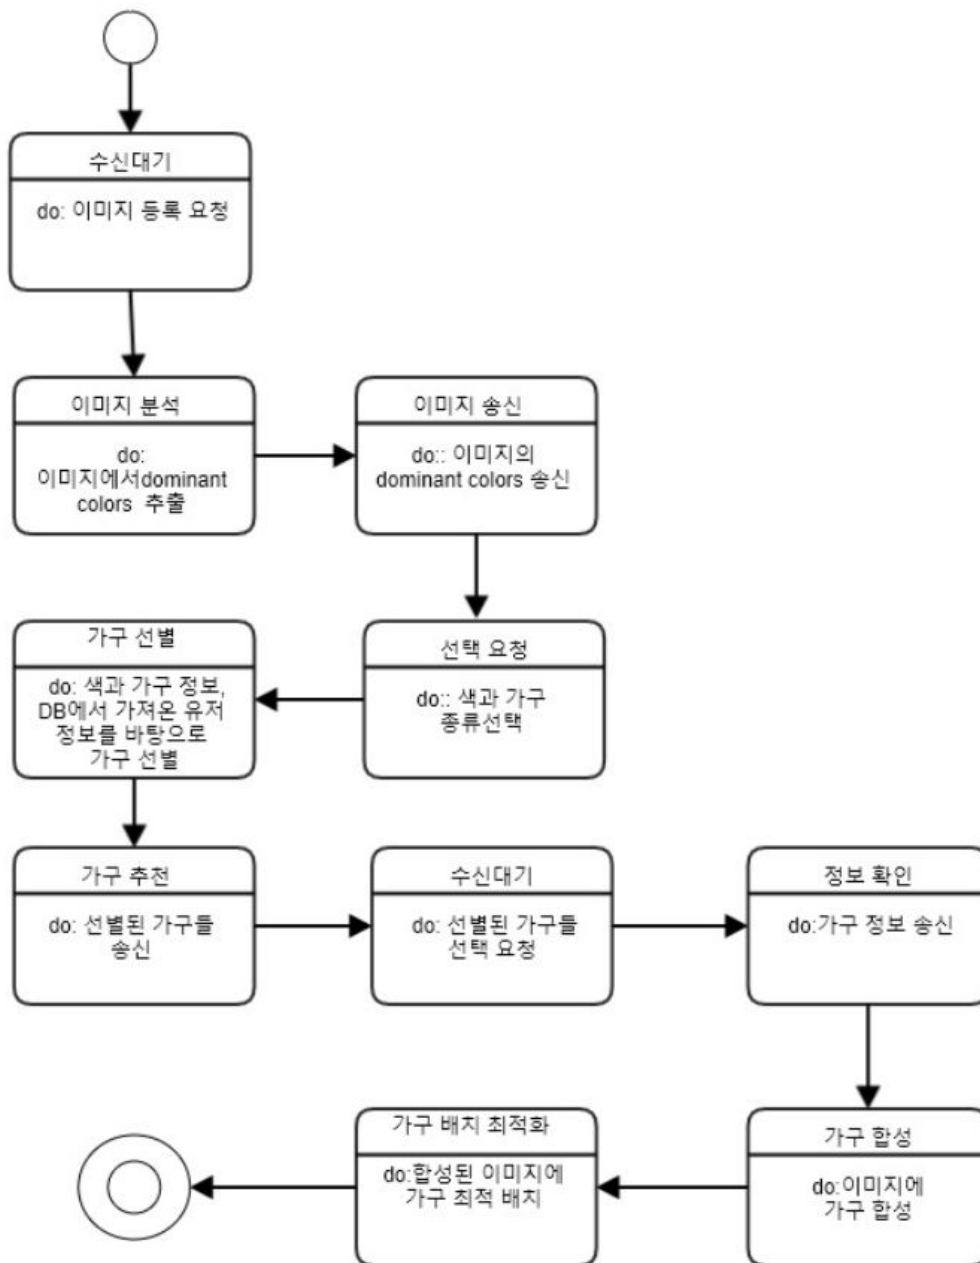 수신대기
do: 이미지 등록 요청
이미지 분석
do:
이미지에서dominant
colors 추출
이미지 송신
do:: 이미지의
dominant colors 송신
선택 요청
do:: 색과 가구
종류선택
가구 선별
do: 색과 가구 정보,
DB에서 가져온 유저
정보를 바탕으로
가구 선별
가구 추천
do: 선별된 가구들
송신
수신대기
do: 선별된 가구들
선택 요청
정보 확인
do:가구 정보 송신
가구 합성
do:이미지에
가구 합성
가구 배치 최적화
do:합성된 이미지에
가구 최적 배치